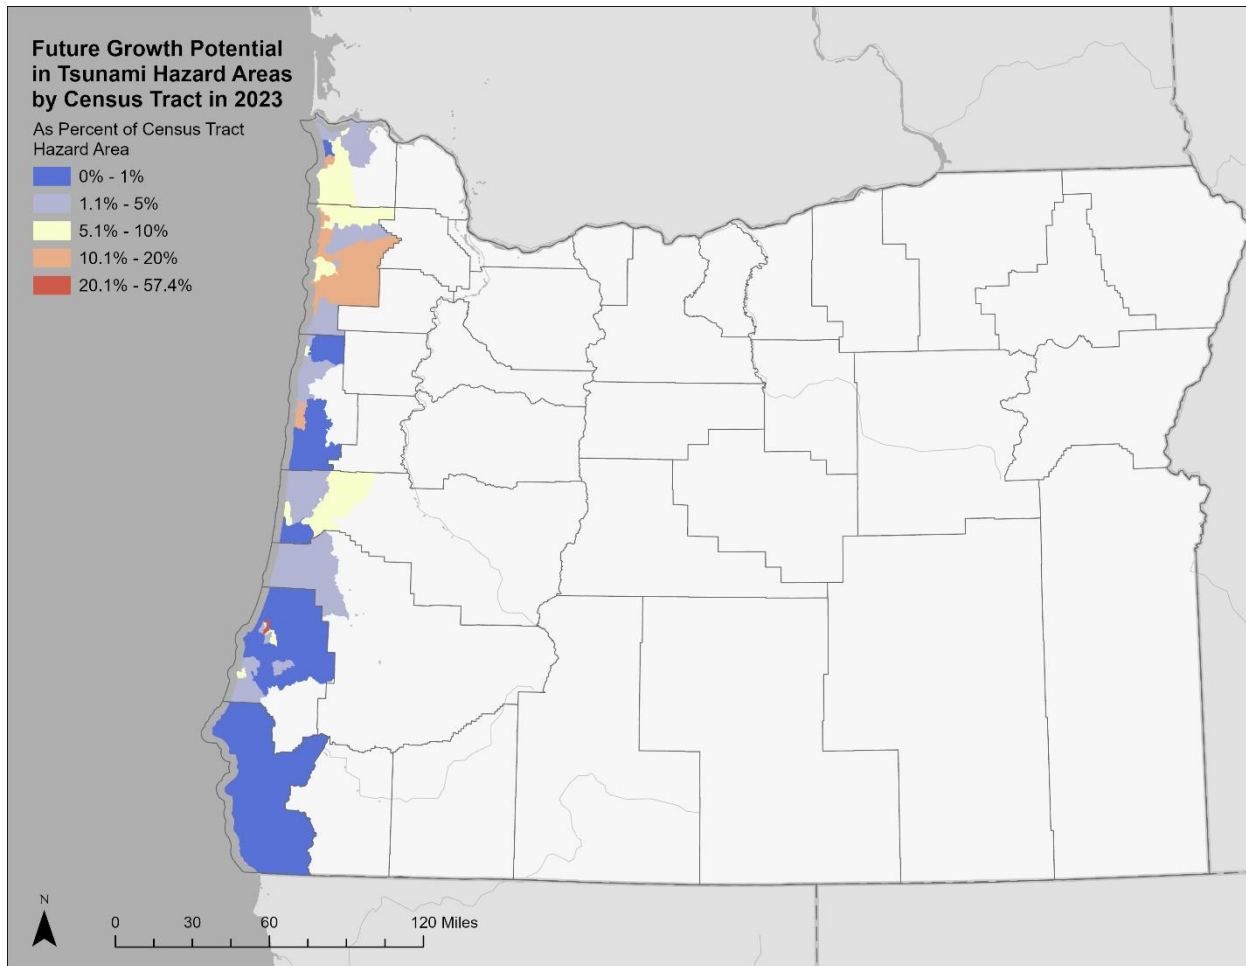 Future Growth Potential
in Tsunami Hazard Areas
by Census Tract in 2023
As Percent of Census Tract
Hazard Area
0% - 1%
1.1% - 5%
5.1% - 10%
10.1% - 20%
20.1% - 57.4%
N
0 30 60 120 Miles